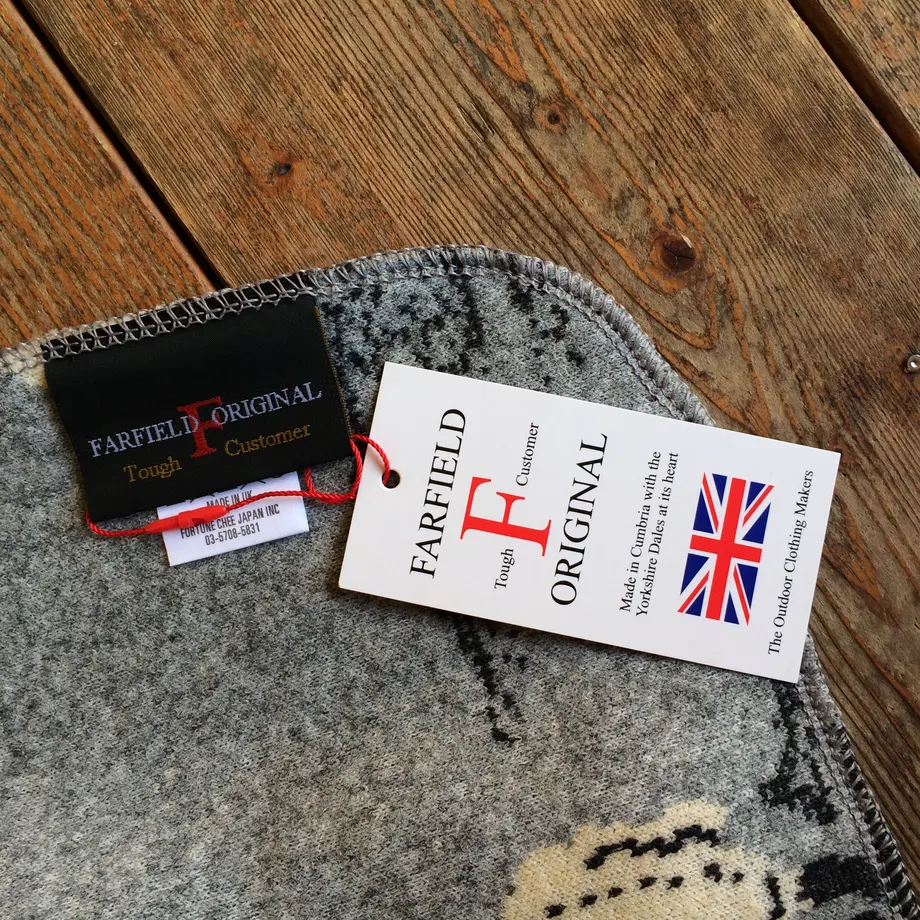 FARFIELD F ORIGINAL
Tough Customer
MADE IN UK
FORTUNE CHEE JAPAN INC
03-5708-5831
FARFIELD
Tough F Customer
ORIGINAL
Made in Cumbria with the
Yorkshire Dales at its heart
The Outdoor Clothing Makers